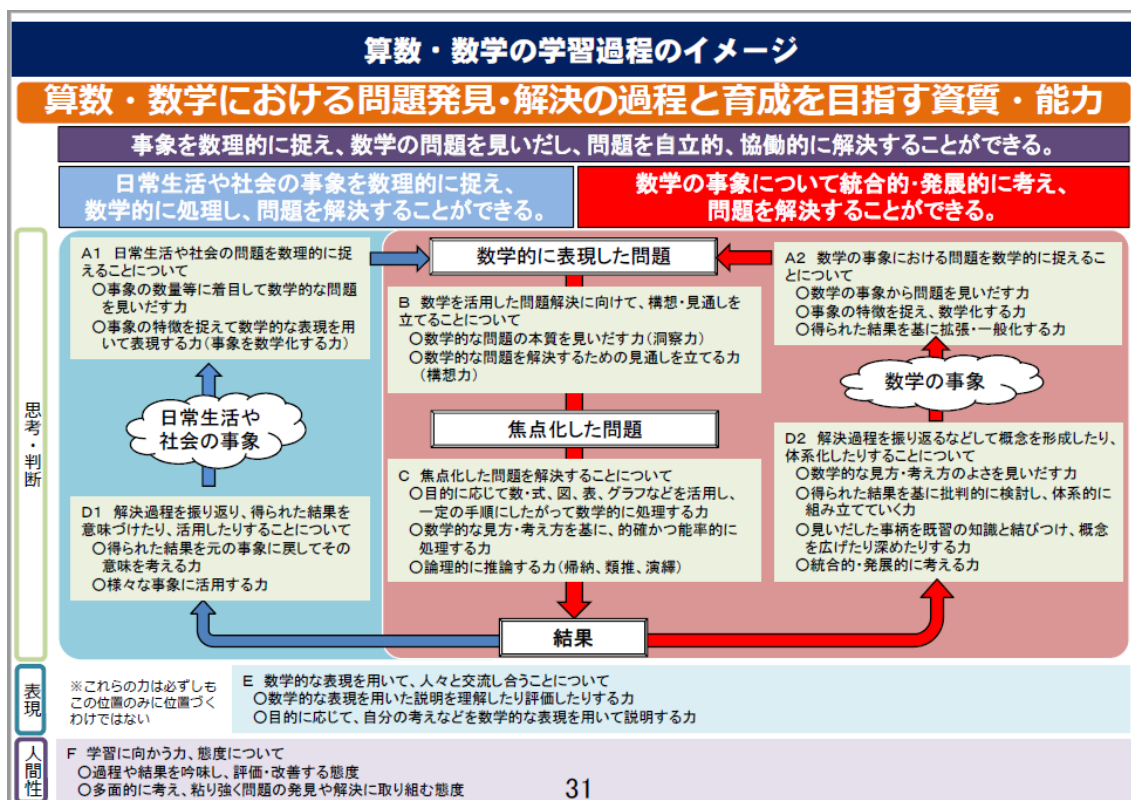 算数・数学の学習過程のイメージ
算数・数学における問題発見・解決の過程と育成を目指す資質・能力
事象を数理的に捉え、数学の問題を見いだし、問題を自立的、協働的に解決することができる。
日常生活や社会の事象を数理的に捉え、
数学的に処理し、問題を解決することができる。
数学の事象について統合的・発展的に考え、
問題を解決することができる。
思考・判断
A1 日常生活や社会の問題を数理的に捉
えることについて
○事象の数量等に着目して数学的な問題
を見いだす力
○事象の特徴を捉えて数学的な表現を用
いて表現する力(事象を数学化する力)
日常生活や
社会の事象
D1 解決過程を振り返り、得られた結果を
意味づけたり、活用したりすることについて
○得られた結果を元の事象に戻してその
意味を考える力
○様々な事象に活用する力
数学的に表現した問題
B 数学を活用した問題解決に向けて、構想・見通しを
立てることについて
○数学的な問題の本質を見いだす力(洞察力)
○数学的な問題を解決するための見通しを立てる力
(構想力)
焦点化した問題
C 焦点化した問題を解決することについて
○目的に応じて数・式、図、表、グラフなどを活用し、
一定の手順にしたがって数学的に処理する力
○数学的な見方・考え方を基に、的確かつ能率的に
処理する力
○論理的に推論する力(帰納、類推、演繹)
結果
A2 数学の事象における問題を数学的に捉えるこ
とについて
○数学の事象から問題を見いだす力
○事象の特徴を捉え、数学化する力
○得られた結果を基に拡張・一般化する力
数学の事象
D2 解決過程を振り返るなどして概念を形成したり、
体系化したりすることについて
○数学的な見方・考え方のよさを見いだす力
○得られた結果を基に批判的に検討し、体系的に
組み立てていく力
○見いだした事柄を既習の知識と結びつけ、概念
を広げたり深めたりする力
○統合的・発展的に考える力
表現
※これらの力は必ずしも
この位置のみに位置づく
わけではない
E 数学的な表現を用いて、人々と交流し合うことについて
○数学的な表現を用いた説明を理解したり評価したりする力
○目的に応じて、自分の考えなどを数学的な表現を用いて説明する力
人間性
F 学習に向かう力、態度について
○過程や結果を吟味し、評価・改善する態度
○多面的に考え、粘り強く問題の発見や解決に取り組む態度
31